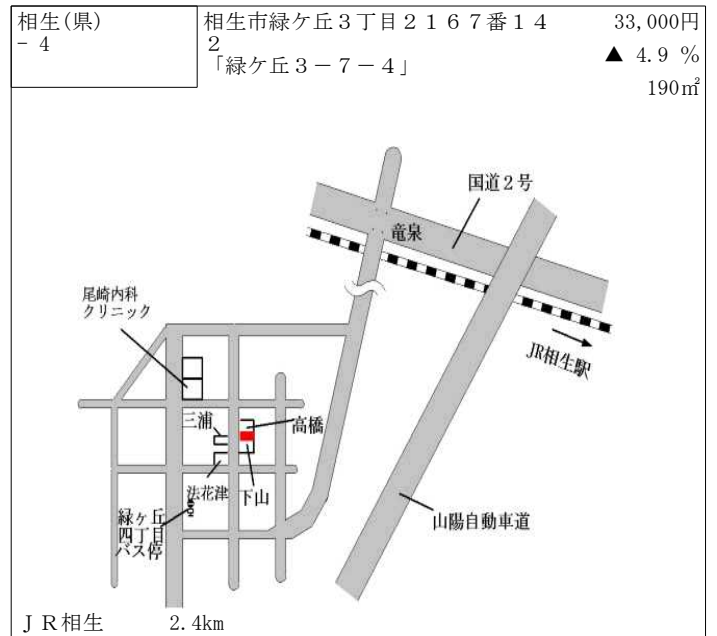 相生(県)
- 4
相生市緑ケ丘３丁目２１６７番１４
２
「緑ケ丘３－７－４」
33,000円
▲ 4.9 %
190㎡
国道２号
竜泉
尾崎内科
クリニック
JR相生駅
三浦
高橋
法花津
下山
緑ヶ丘
四丁目
バス停
山陽自動車道
ＪＲ相生
2.4km